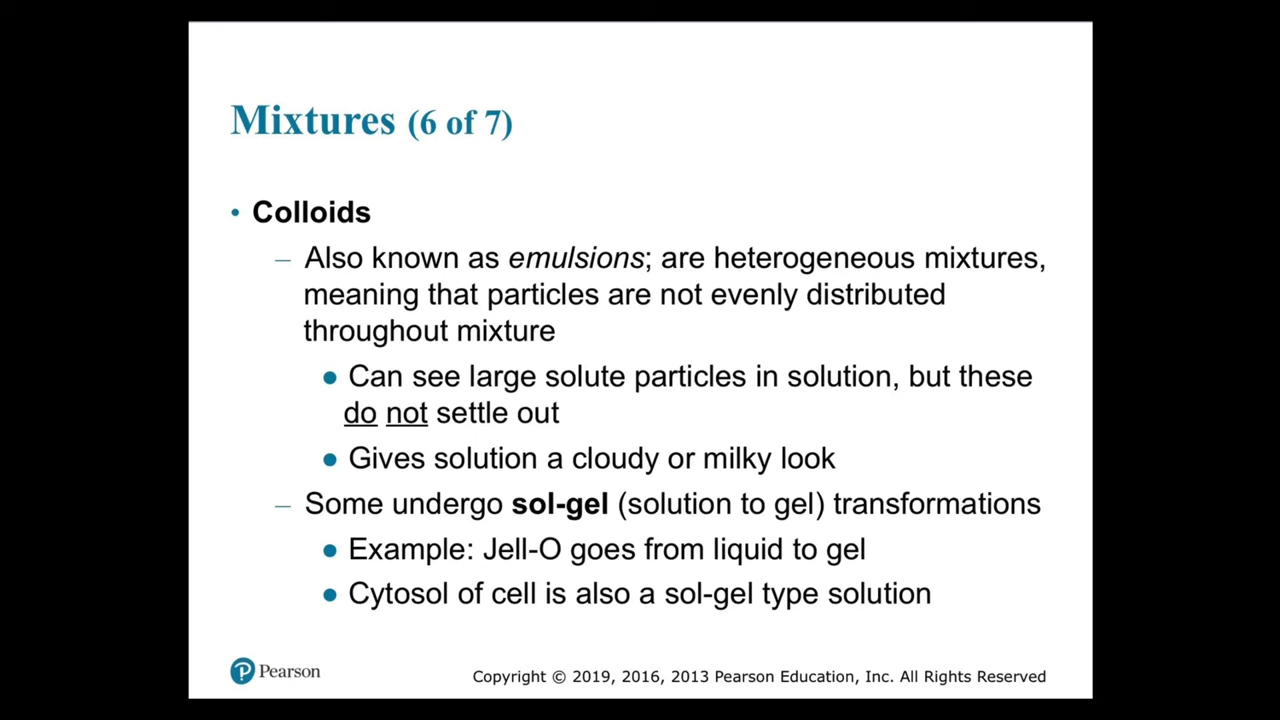 Mixtures (6 of 7)
• Colloids
– Also known as emulsions; are heterogeneous mixtures,
meaning that particles are not evenly distributed
throughout mixture
● Can see large solute particles in solution, but these
do not settle out
● Gives solution a cloudy or milky look
– Some undergo sol-gel (solution to gel) transformations
● Example: Jell-O goes from liquid to gel
● Cytosol of cell is also a sol-gel type solution
P Pearson
Copyright © 2019, 2016, 2013 Pearson Education, Inc. All Rights Reserved